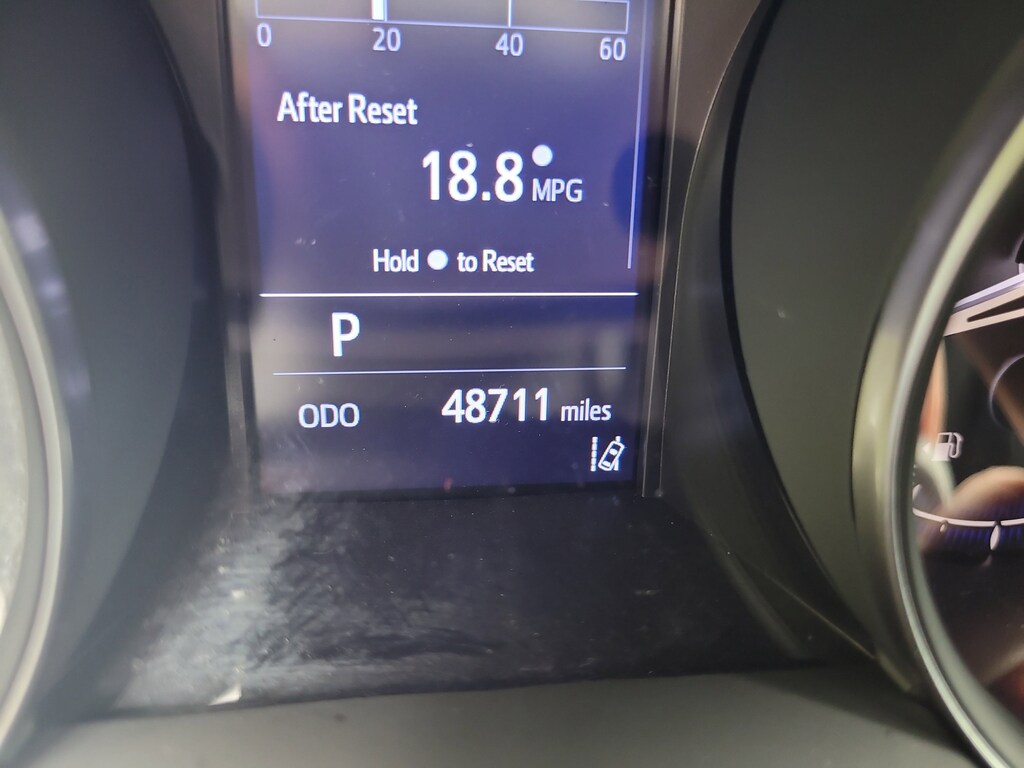 0 20 40 60
After Reset
18.8 MPG
Hold to Reset
P
ODO 48711 miles